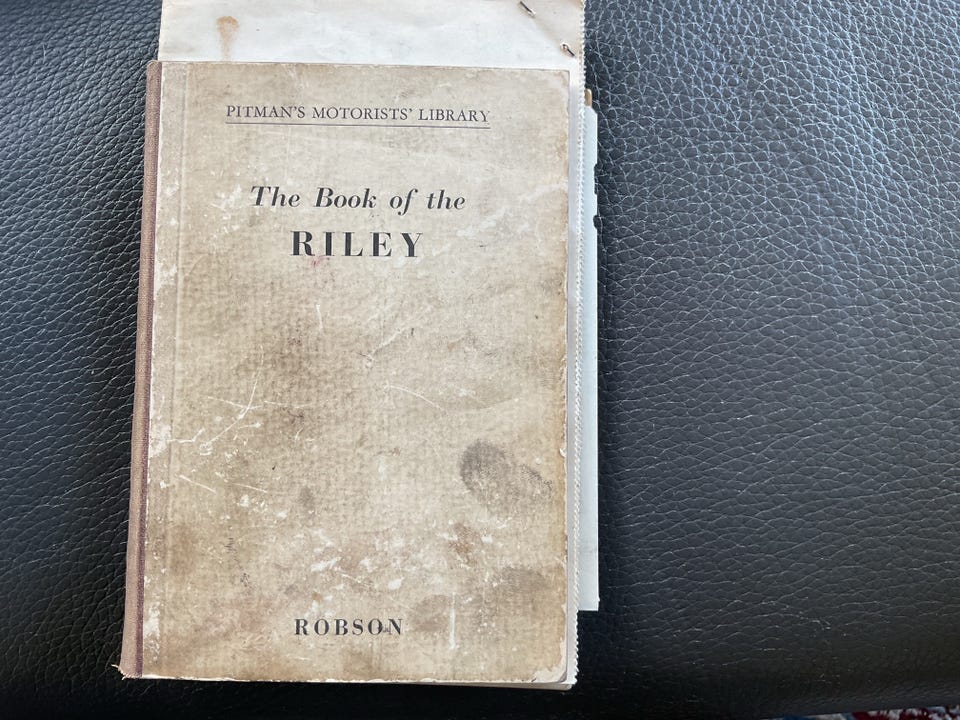 PITMAN'S MOTORISTS' LIBRARY
The Book of the
RILEY
ROBSON